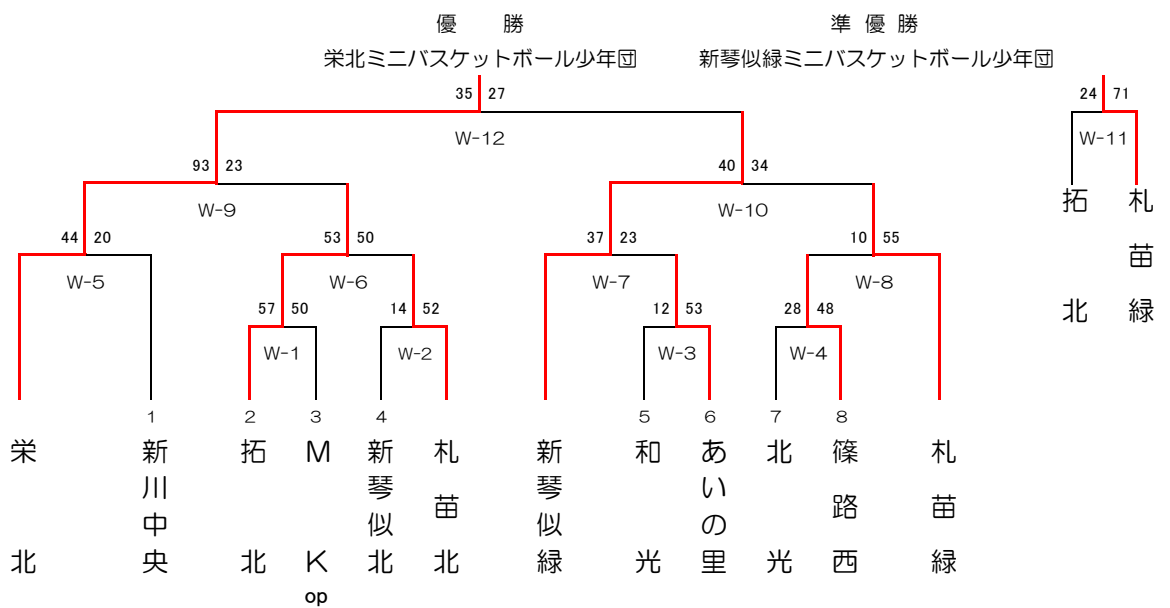 優 勝
準 優 勝
栄北ミニバスケットボール少年団
新琴似緑ミニバスケットボール少年団
35 27
24 71
W-12
W-11
93 23
40 34
拓北
札苗緑
W-9
W-10
44 20
53 50
37 23
10 55
W-5
W-6
W-7
W-8
57 50
14 52
12 53
28 48
W-1
W-2
W-3
W-4
1
2
3
4
5
6
7
8
栄北
新川中央
拓北
MK
op
新琴似北
札苗北
新琴似緑
和光
あいの里
北光
篠路西
札苗緑